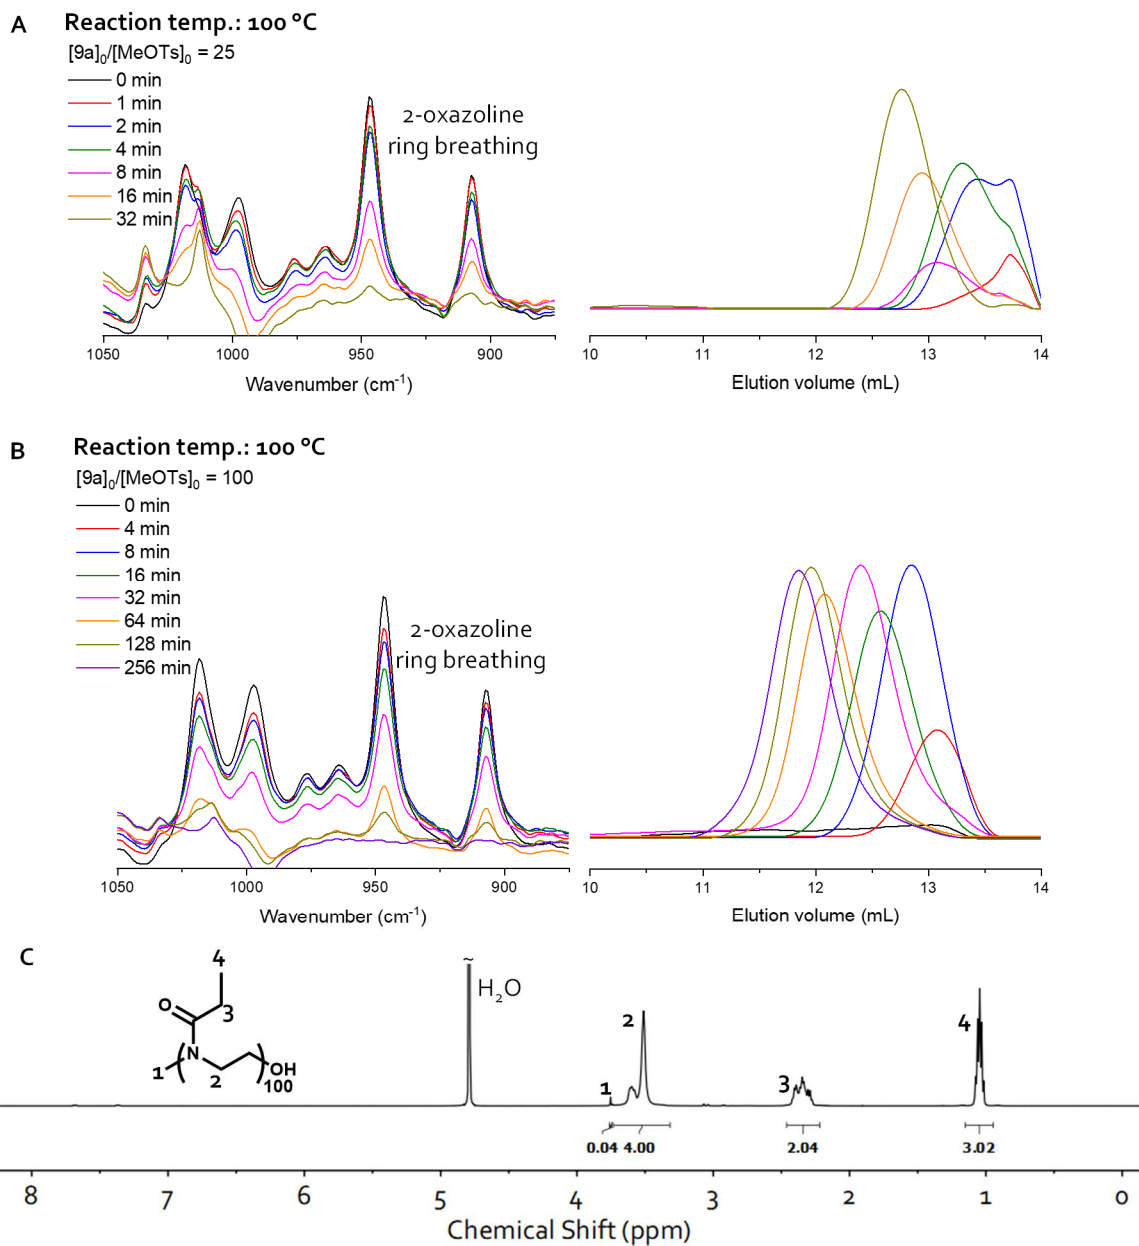 A
Reaction temp.: 100 °C
[9a]0/[MeOTs]0 = 25
0 min
1 min
2 min
4 min
8 min
16 min
32 min
2-oxazoline
ring breathing
1050
1000
950
900
Wavenumber (cm-1)
10
11
12
13
14
Elution volume (mL)
B
Reaction temp.: 100 °C
[9a]0/[MeOTs]0 = 100
0 min
4 min
8 min
16 min
32 min
64 min
128 min
256 min
2-oxazoline
ring breathing
1050
1000
950
900
Wavenumber (cm-1)
10
11
12
13
14
Elution volume (mL)
C
4
O
3
N
1
2
OH
100
~
H2O
1
2
3
4
0.04 4.00
2.04
3.02
8
7
6
5
4
3
2
1
0
Chemical Shift (ppm)